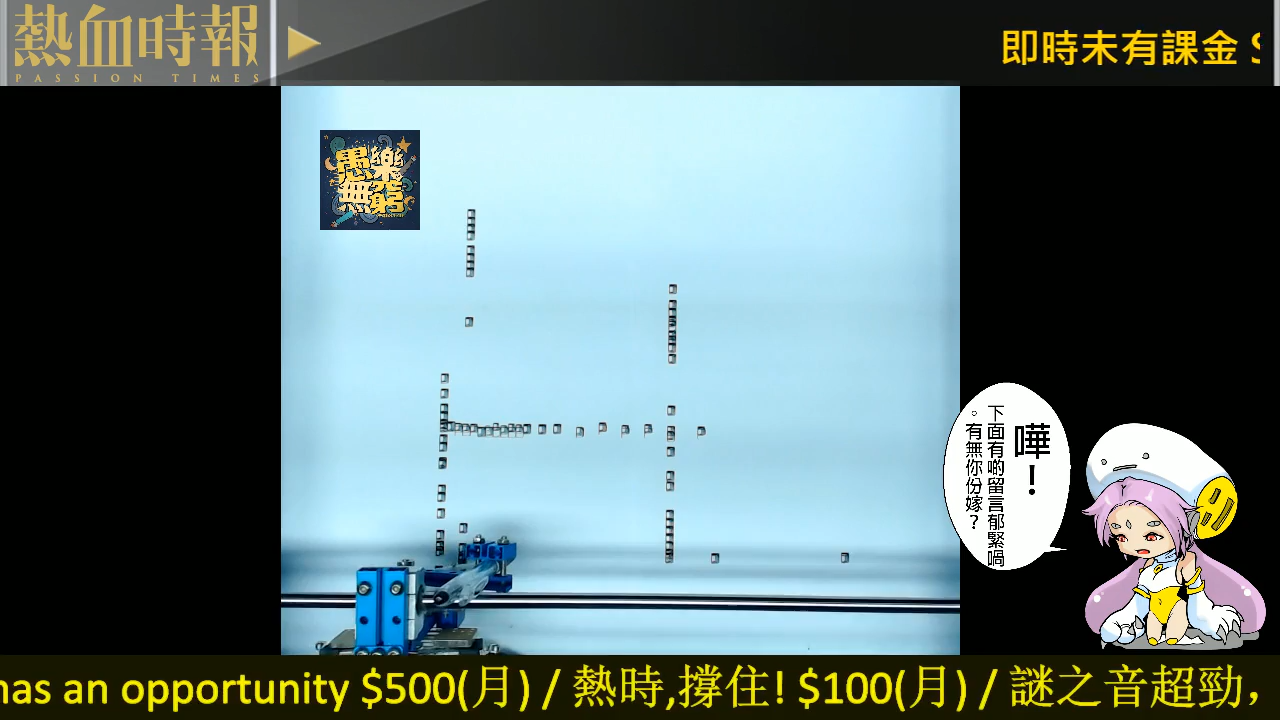 熱血時報
PASSION TIMES
即時未有課金
愚樂
無窮
嘩！
下面有啲留言郁緊喎
。有無你份嫁？
has an opportunity $500(月) / 熱時,撐住! $100(月) / 謎之音超勁，